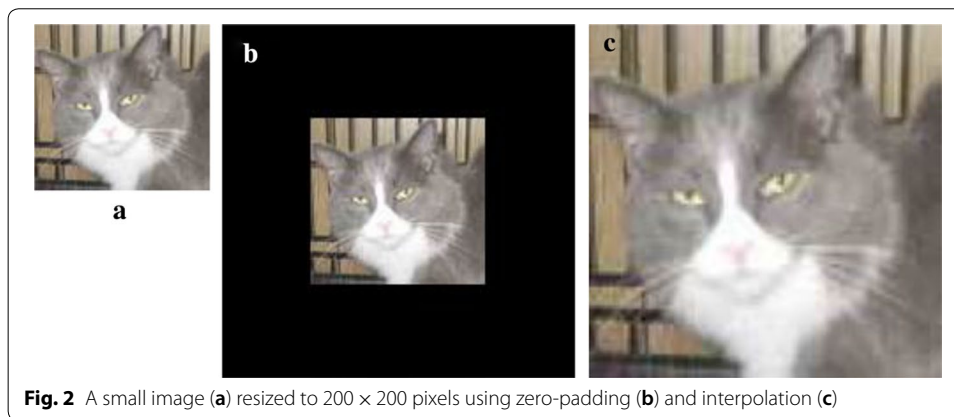 a
b
c
Fig. 2 A small image (a) resized to 200 × 200 pixels using zero-padding (b) and interpolation (c)